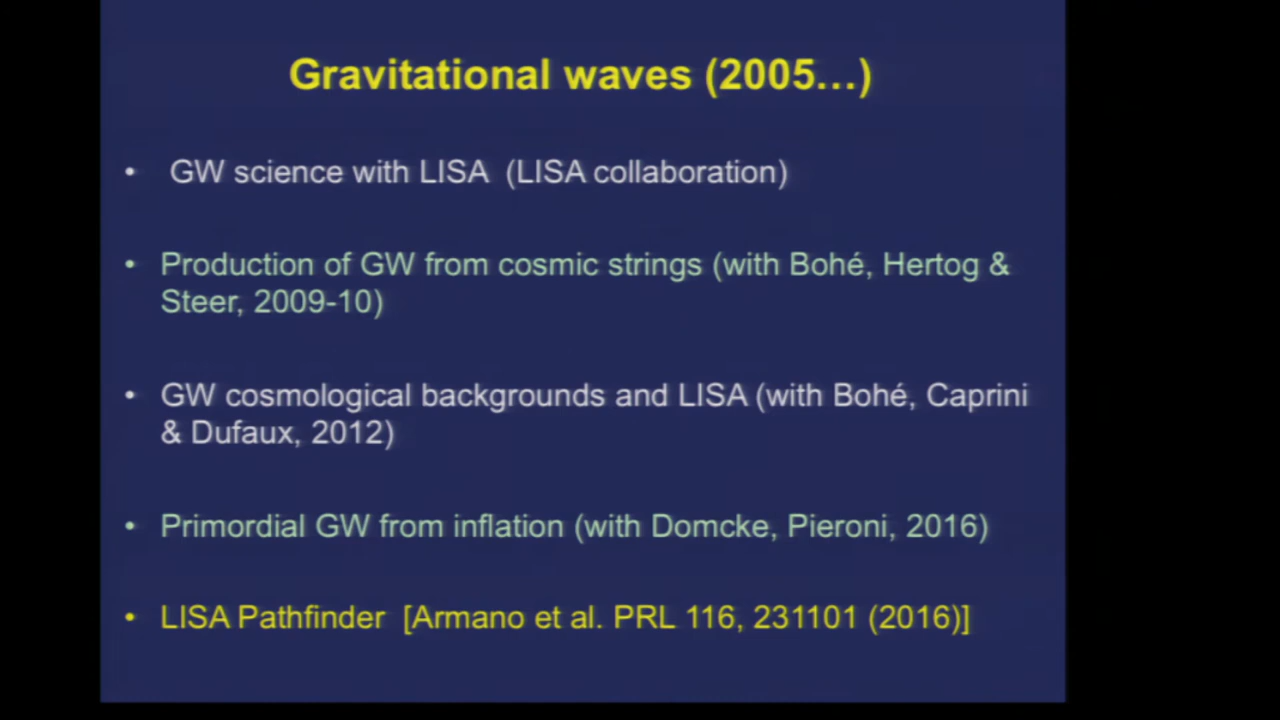 Gravitational waves (2005…)
• GW science with LISA (LISA collaboration)
• Production of GW from cosmic strings (with Bohé, Hertog &
Steer, 2009-10)
• GW cosmological backgrounds and LISA (with Bohé, Caprini
& Dufaux, 2012)
• Primordial GW from inflation (with Domcke, Pieroni, 2016)
• LISA Pathfinder [Armano et al. PRL 116, 231101 (2016)]